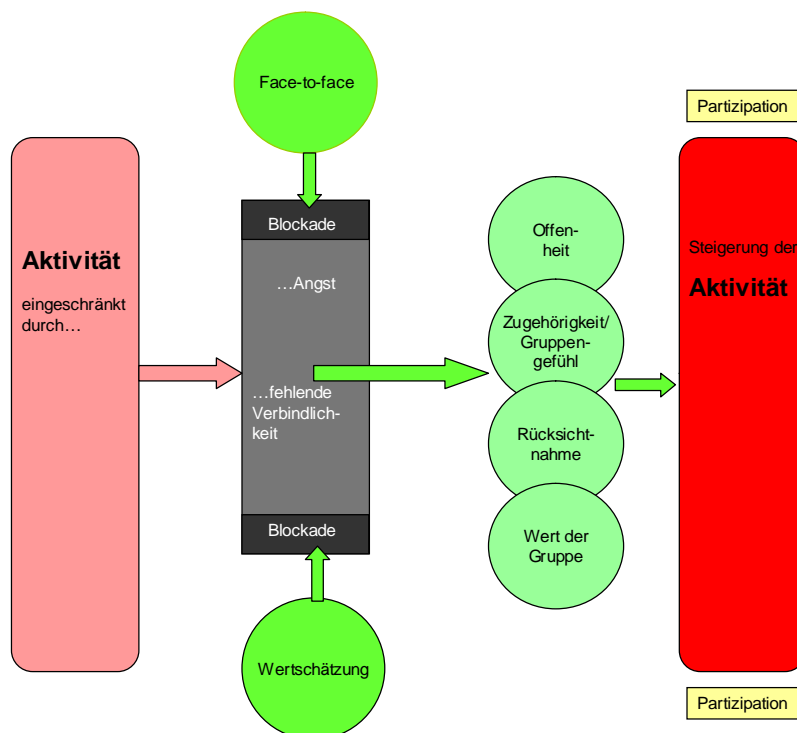 Face-to-face
Partizipation
Aktivität
eingeschränkt
durch…
Blockade
…Angst
…fehlende
Verbindlich-
keit
Blockade
Wertschätzung
Offen-
heit
Zugehörigkeit/
Gruppen-
gefühl
Rücksicht-
nahme
Wert der
Gruppe
Steigerung der
Aktivität
Partizipation